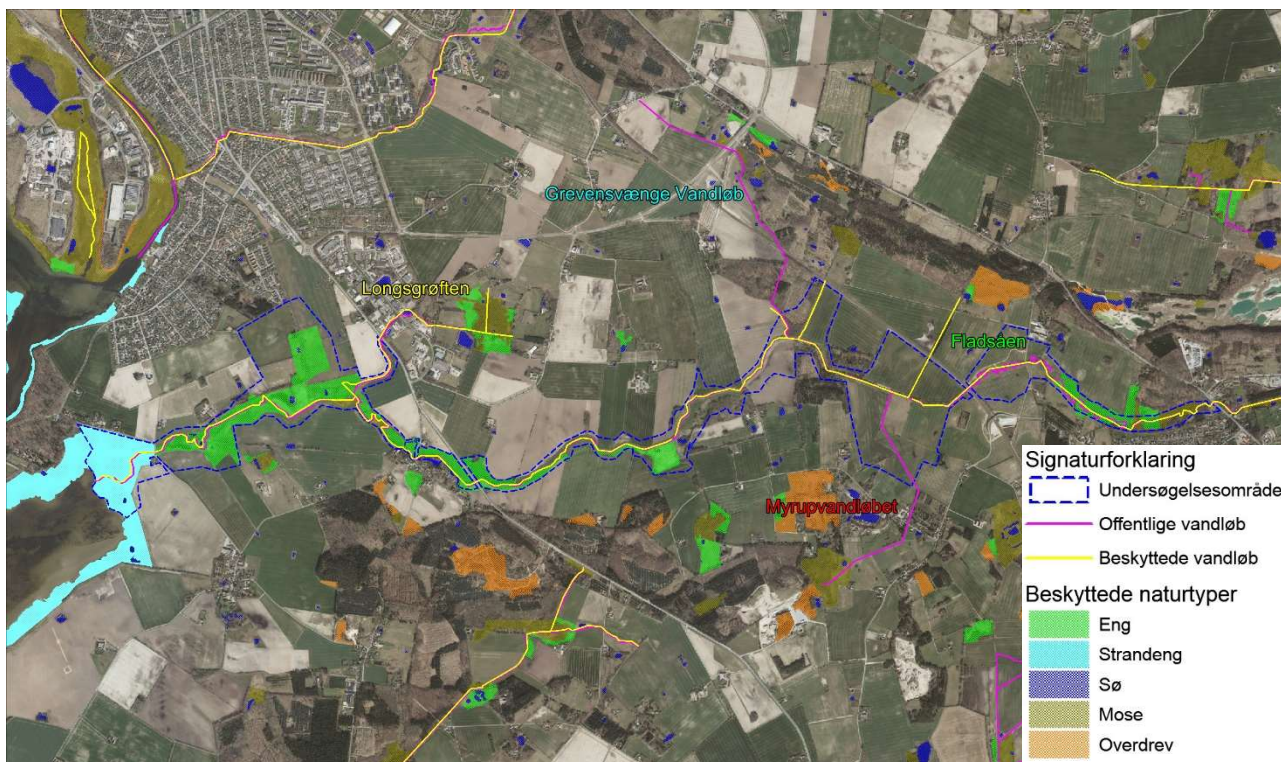 Grevensvænge Vandløb
Longsgrøften
Fladsåen
Myrupvandløbet
Signaturforklaring
Undersøgelsesområde
Offentlige vandløb
Beskyttede vandløb
Beskyttede naturtyper
Eng
Strandeng
Sø
Mose
Overdrev